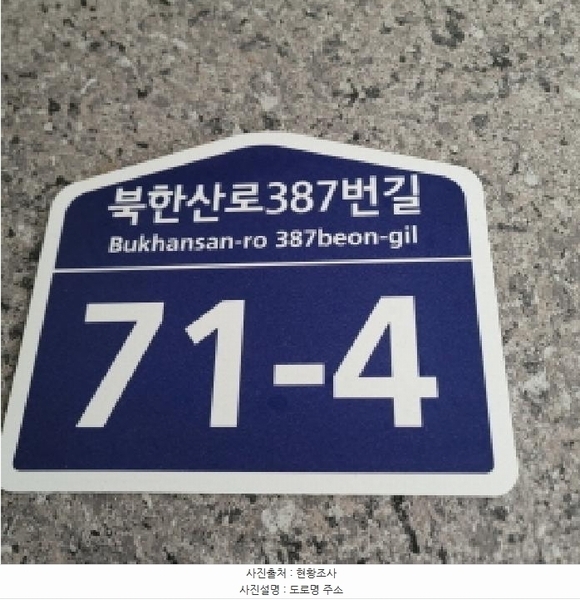 북한산로387번길
Bukhansan-ro 387beon-gil
71-4
사진출처 : 현황조사
사진설명 : 도로명 주소